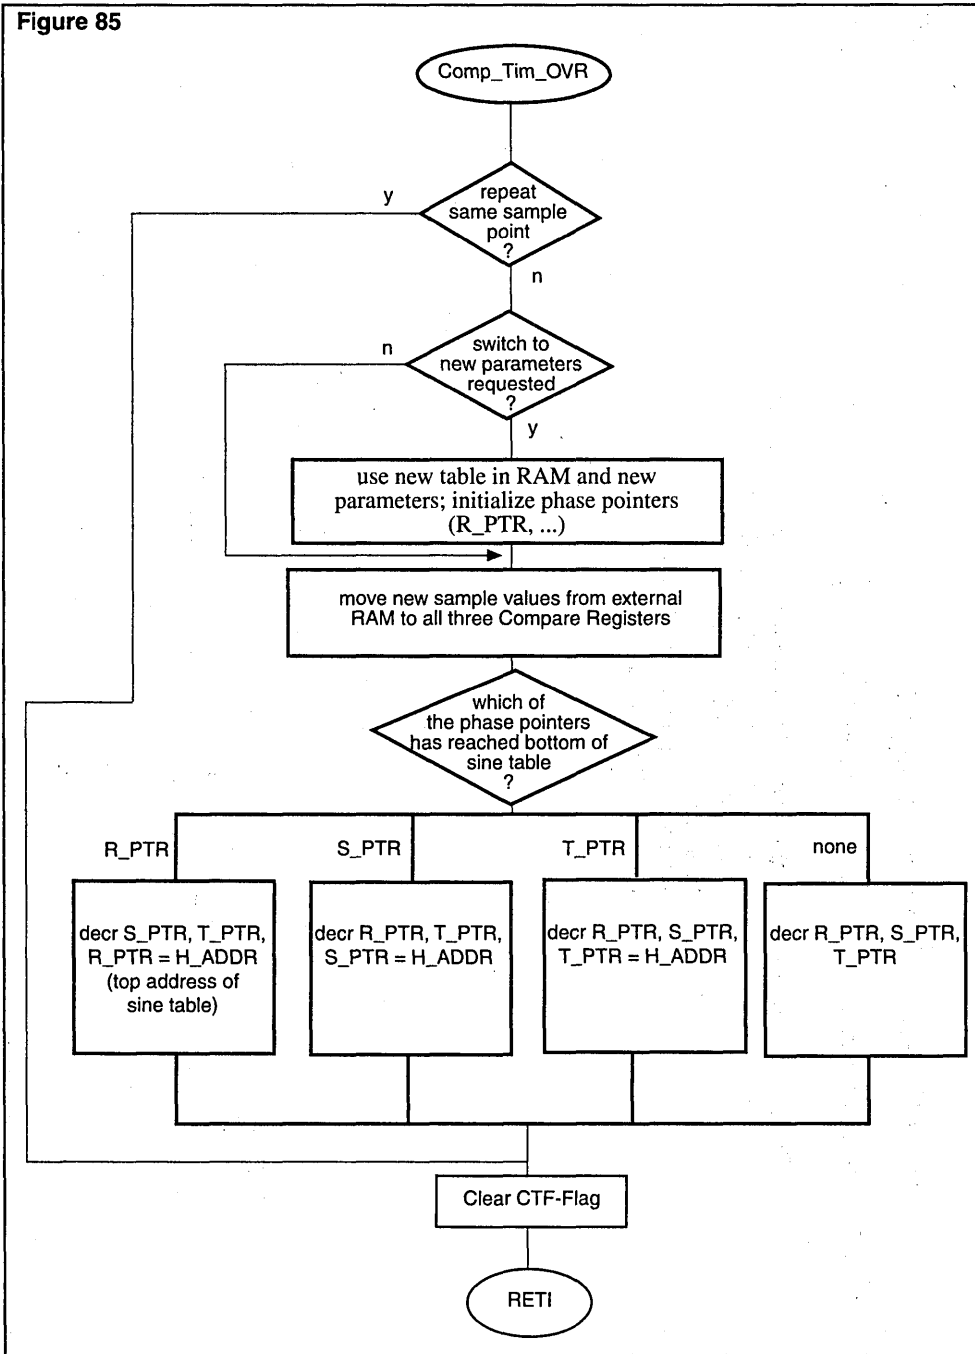 Figure 85
Comp_Tim_OVR
y
repeat
same sample
point
?
n
n
switch to
new parameters
requested
?
y
use new table in RAM and new
parameters; initialize phase pointers
(R_PTR, ...)
move new sample values from external
RAM to all three Compare Registers
which of
the phase pointers
has reached bottom of
sine table
?
R_PTR
S_PTR
T_PTR
none
decr S_PTR, T_PTR,
R_PTR = H_ADDR
(top address of
sine table)
decr R_PTR, T_PTR,
S_PTR = H_ADDR
decr R_PTR, S_PTR,
T_PTR = H_ADDR
decr R_PTR, S_PTR,
T_PTR
Clear CTF-Flag
RETI